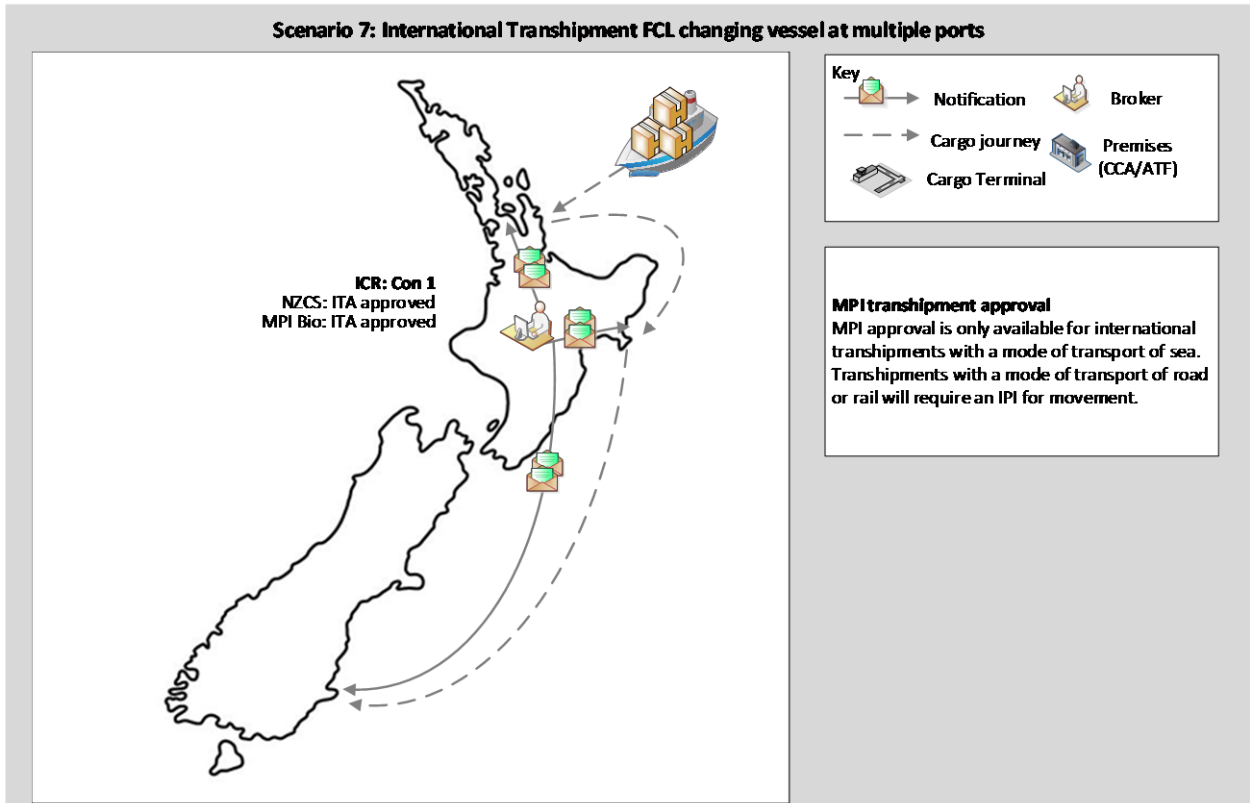 Scenario 7: International Transhipment FCL changing vessel at multiple ports
Key
Notification
Broker
Cargo journey
Premises
(CCA/ATF)
Cargo Terminal
ICR: Con 1
NZCS: ITA approved
MPI Bio: ITA approved
MPI transhipment approval
MPI approval is only available for international
transhipments with a mode of transport of sea.
Transhipments with a mode of transport of road
or rail will require an IPI for movement.